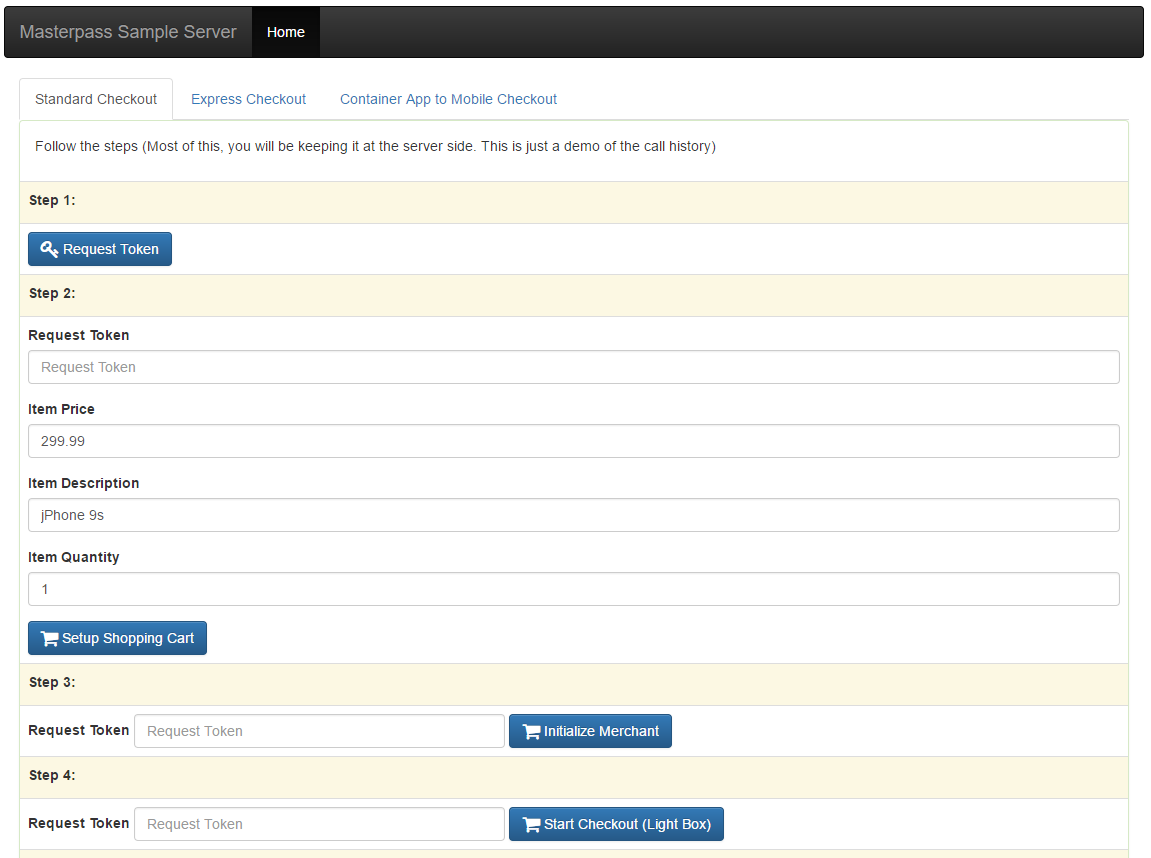 Masterpass Sample Server Home
Standard Checkout Express Checkout Container App to Mobile Checkout
Follow the steps (Most of this, you will be keeping it at the server side. This is just a demo of the call history)
Step 1:
Request Token
Step 2:
Request Token
Request Token
Item Price
299.99
Item Description
jPhone 9s
Item Quantity
1
Setup Shopping Cart
Step 3:
Request Token Request Token Initialize Merchant
Step 4:
Request Token Request Token Start Checkout (Light Box)